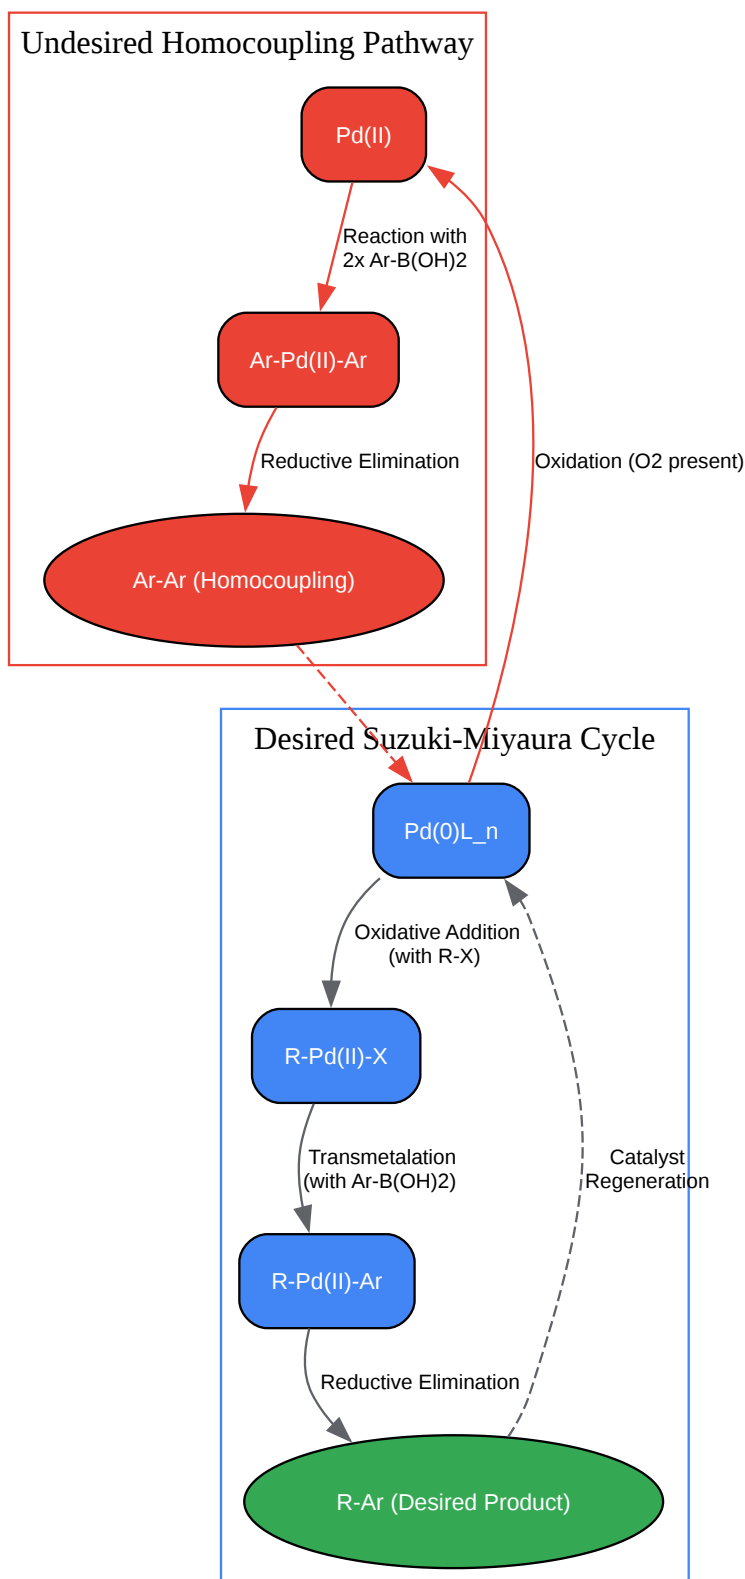 Undesired Homocoupling Pathway
Pd(II)
Reaction with
2x Ar-B(OH)2
Ar-Pd(II)-Ar
Reductive Elimination
Oxidation (O2 present)
Ar-Ar (Homocoupling)
Desired Suzuki-Miyaura Cycle
Pd(0)L_n
Oxidative Addition
(with R-X)
R-Pd(II)-X
Transmetalation
(with Ar-B(OH)2)
Catalyst
Regeneration
R-Pd(II)-Ar
Reductive Elimination
R-Ar (Desired Product)